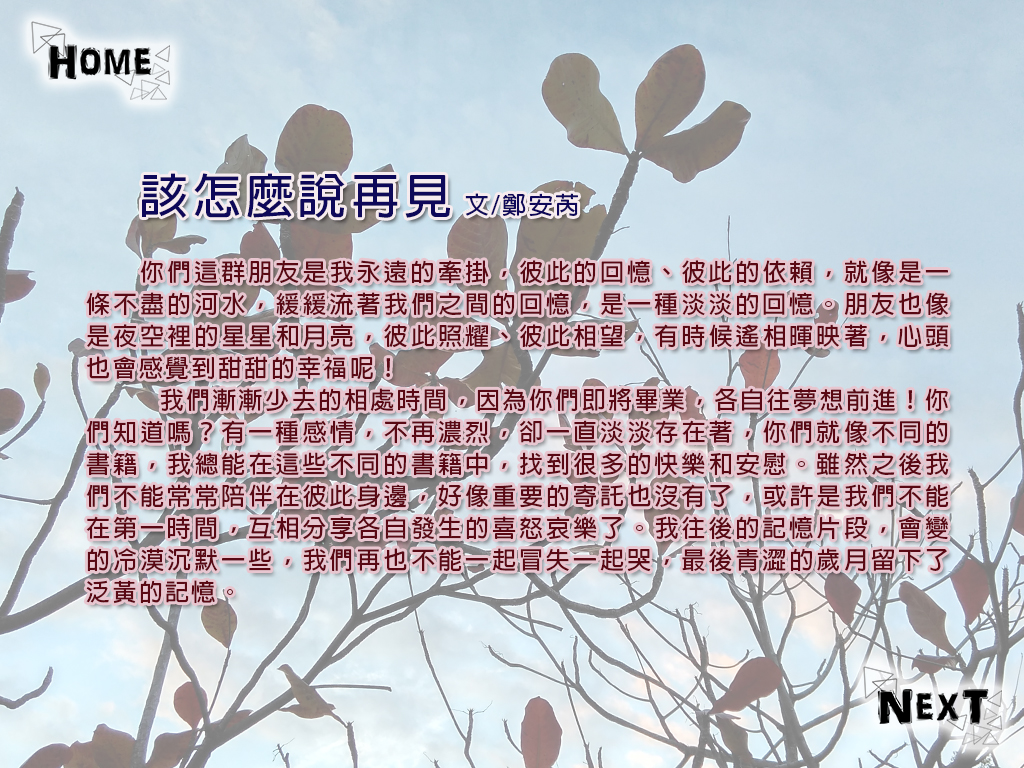 HOME
該怎麼說再見 文/鄭安芮
你們這群朋友是我永遠的牽掛，彼此的回憶、彼此的依賴，就像是一
條不盡的河水，緩緩流著我們之間的回憶，是一種淡淡的回憶。朋友也像
是夜空裡的星星和月亮，彼此照耀、彼此相望，有時候遙相暉映著，心頭
也會感覺到甜甜的幸福呢！
我們漸漸少去的相處時間，因為你們即將畢業，各自往夢想前進！你
們知道嗎？有一種感情，不再濃烈，卻一直淡淡存在著，你們就像不同的
書籍，我總能在這些不同的書籍中，找到很多的快樂和安慰。雖然之後我
們不能常常陪伴在彼此身邊，好像重要的寄託也沒有了，或許是我們不能
在第一時間，互相分享各自發生的喜怒哀樂了。我往後的記憶片段，會變
的冷漠沉默一些，我們再也不能一起冒失一起哭，最後青澀的歲月留下了
泛黃的記憶。
NEXT